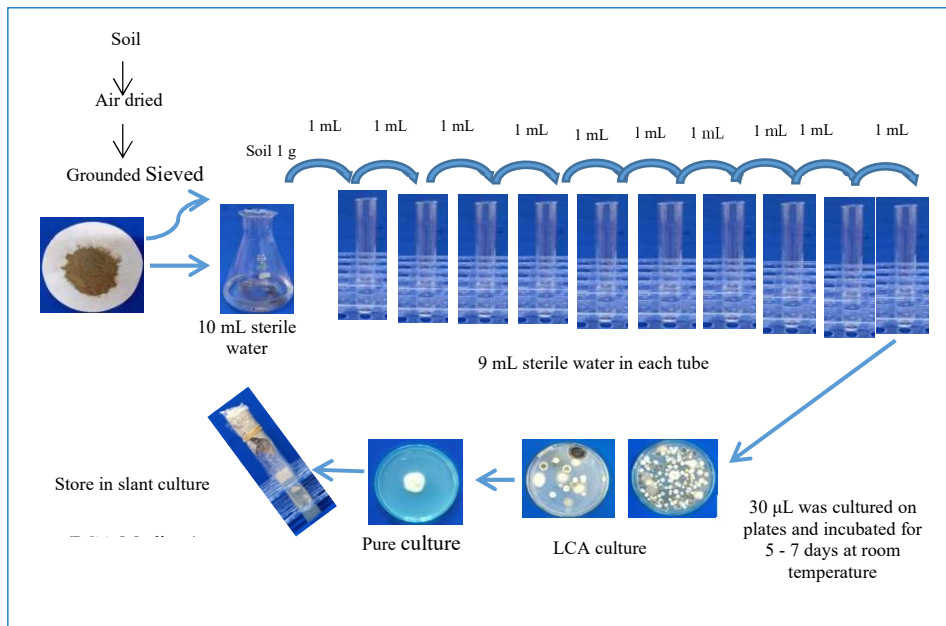 Soil
Air dried
Grounded Sieved
Soil 1 g
1 mL
1 mL
1 mL
1 mL
1 mL
1 mL
1 mL
1 mL
1 mL
1 mL
10 mL sterile
water
9 mL sterile water in each tube
30 µL was cultured on
plates and incubated for
5 - 7 days at room
temperature
LCA culture
Pure culture
Store in slant culture